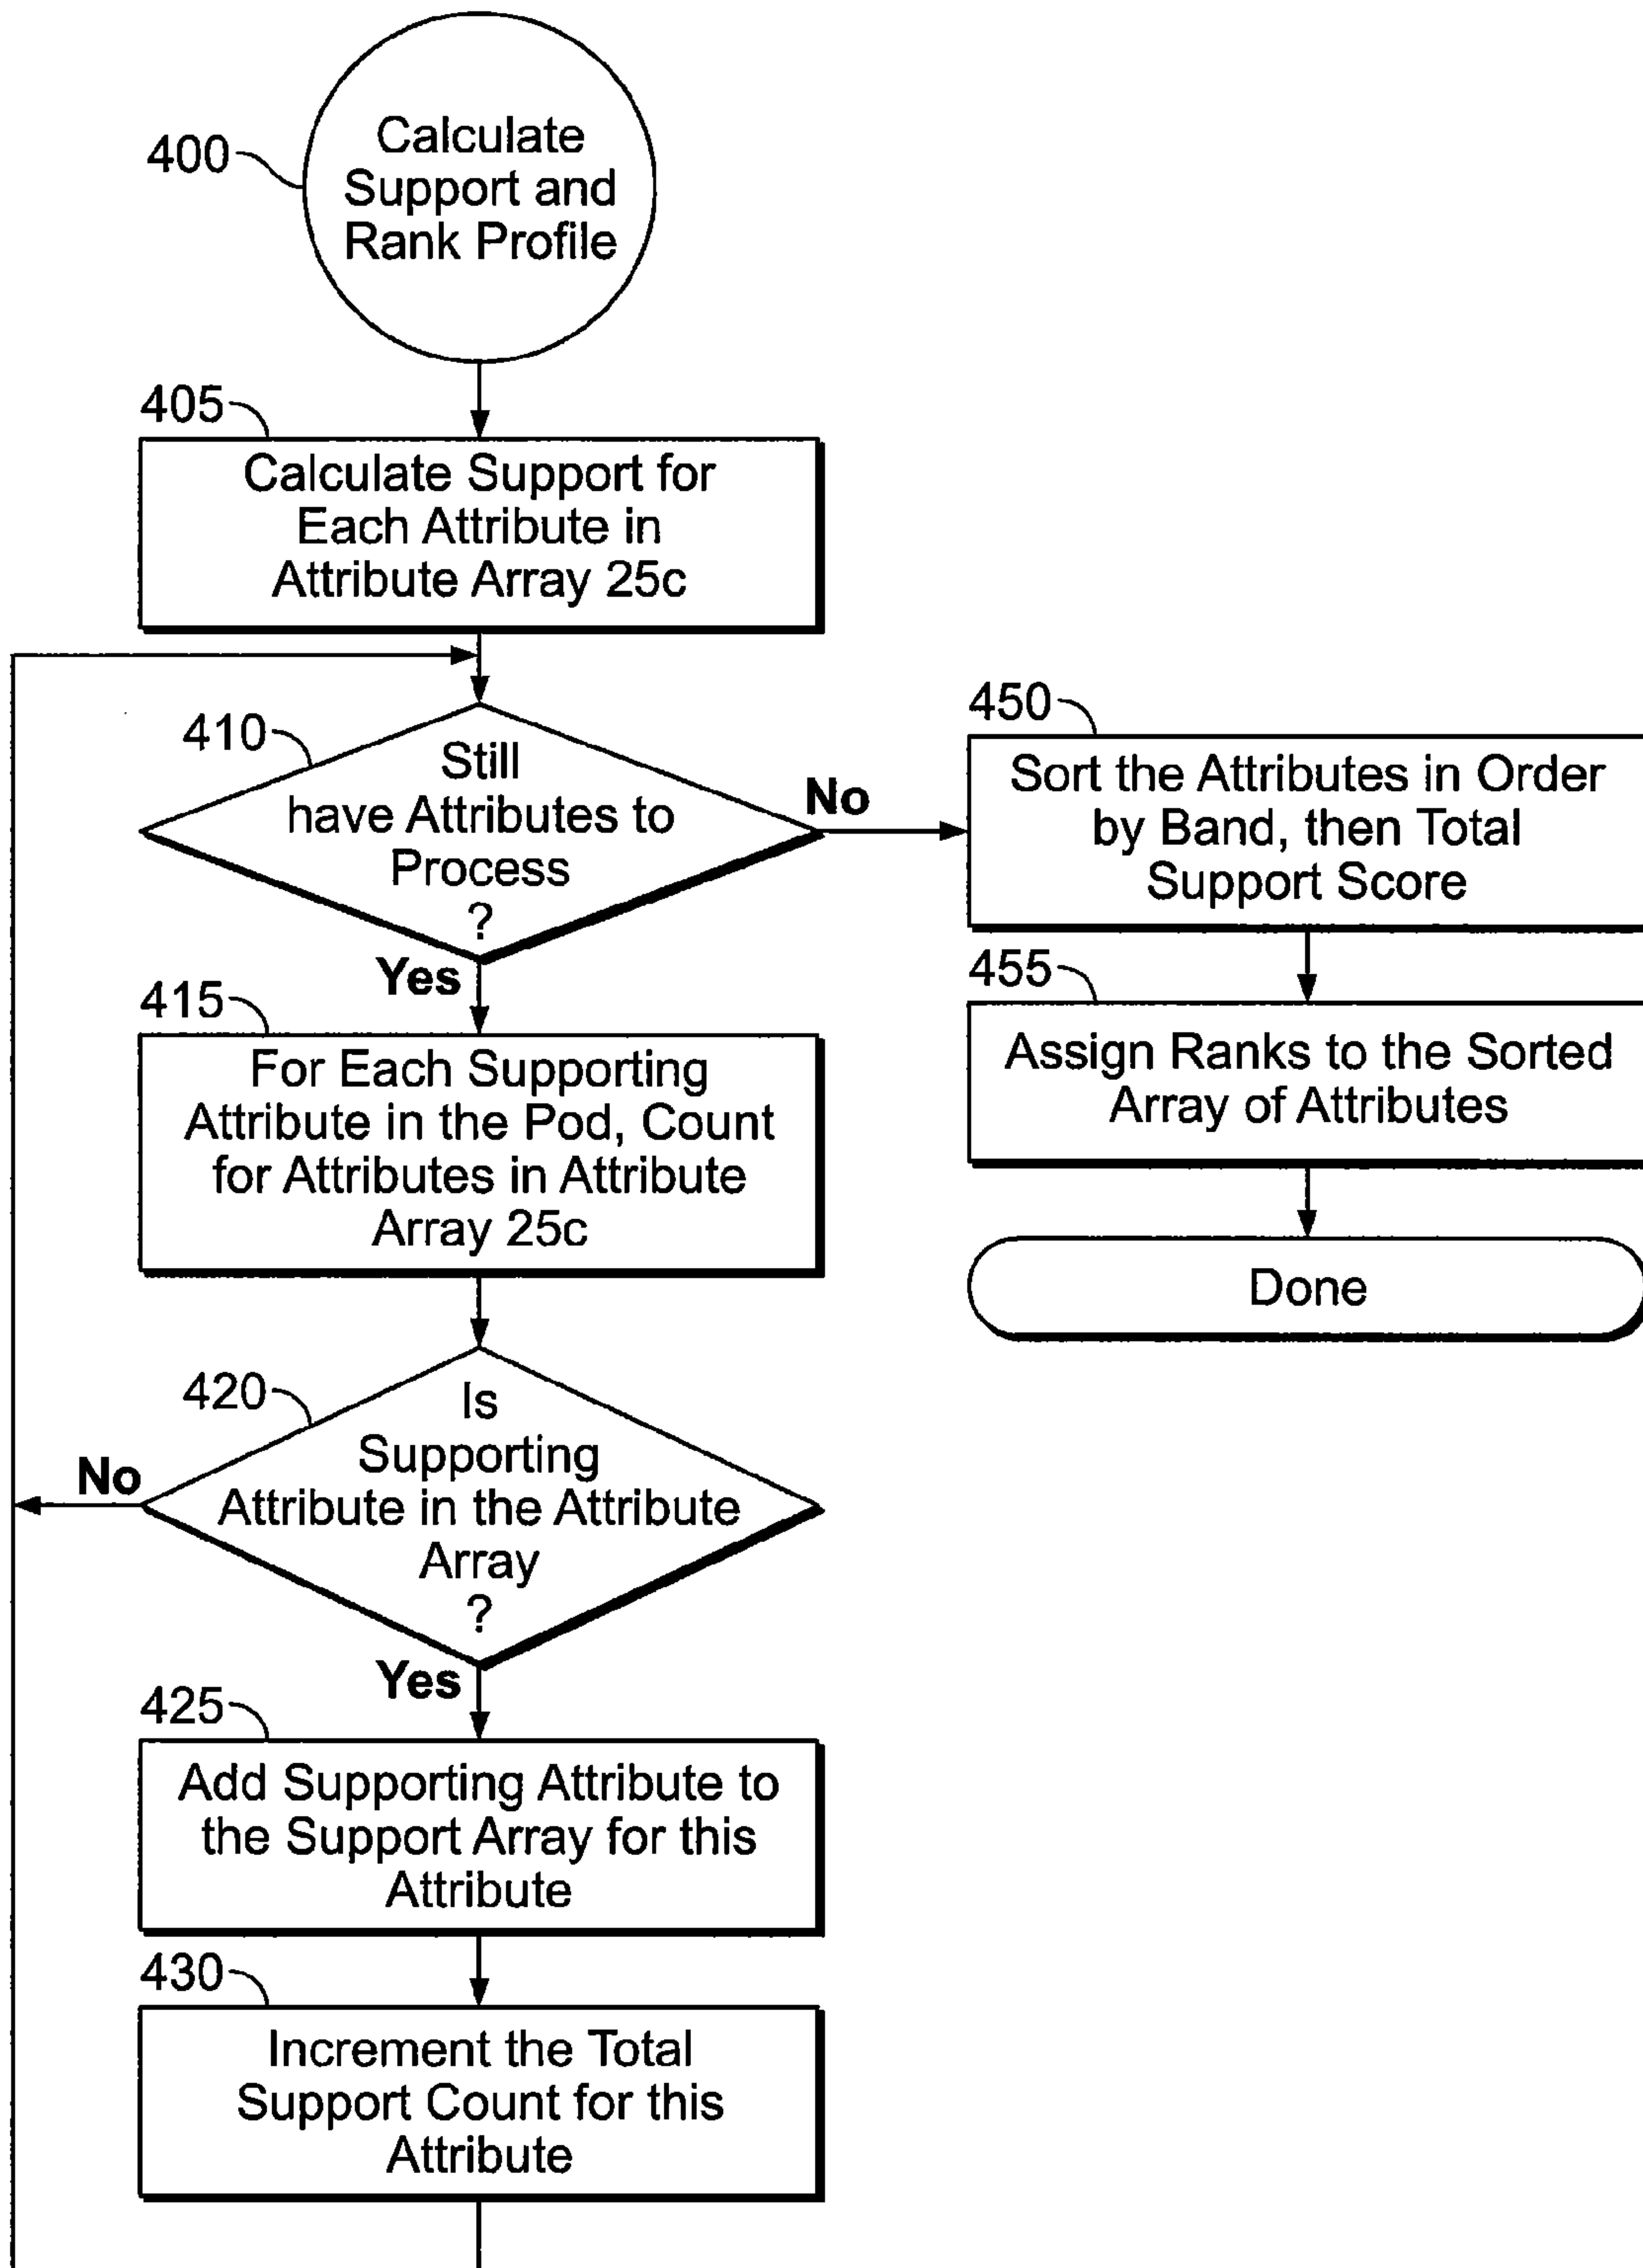 400
Calculate
Support and
Rank Profile
405
Calculate Support for
Each Attribute in
Attribute Array 25c
410
Still
have Attributes to
Process
?
No
Yes
415
For Each Supporting
Attribute in the Pod, Count
for Attributes in Attribute
Array 25c
420
Is
Supporting
Attribute in the Attribute
Array
?
No
Yes
425
Add Supporting Attribute to
the Support Array for this
Attribute
430
Increment the Total
Support Count for this
Attribute
450
Sort the Attributes in Order
by Band, then Total
Support Score
455
Assign Ranks to the Sorted
Array of Attributes
Done